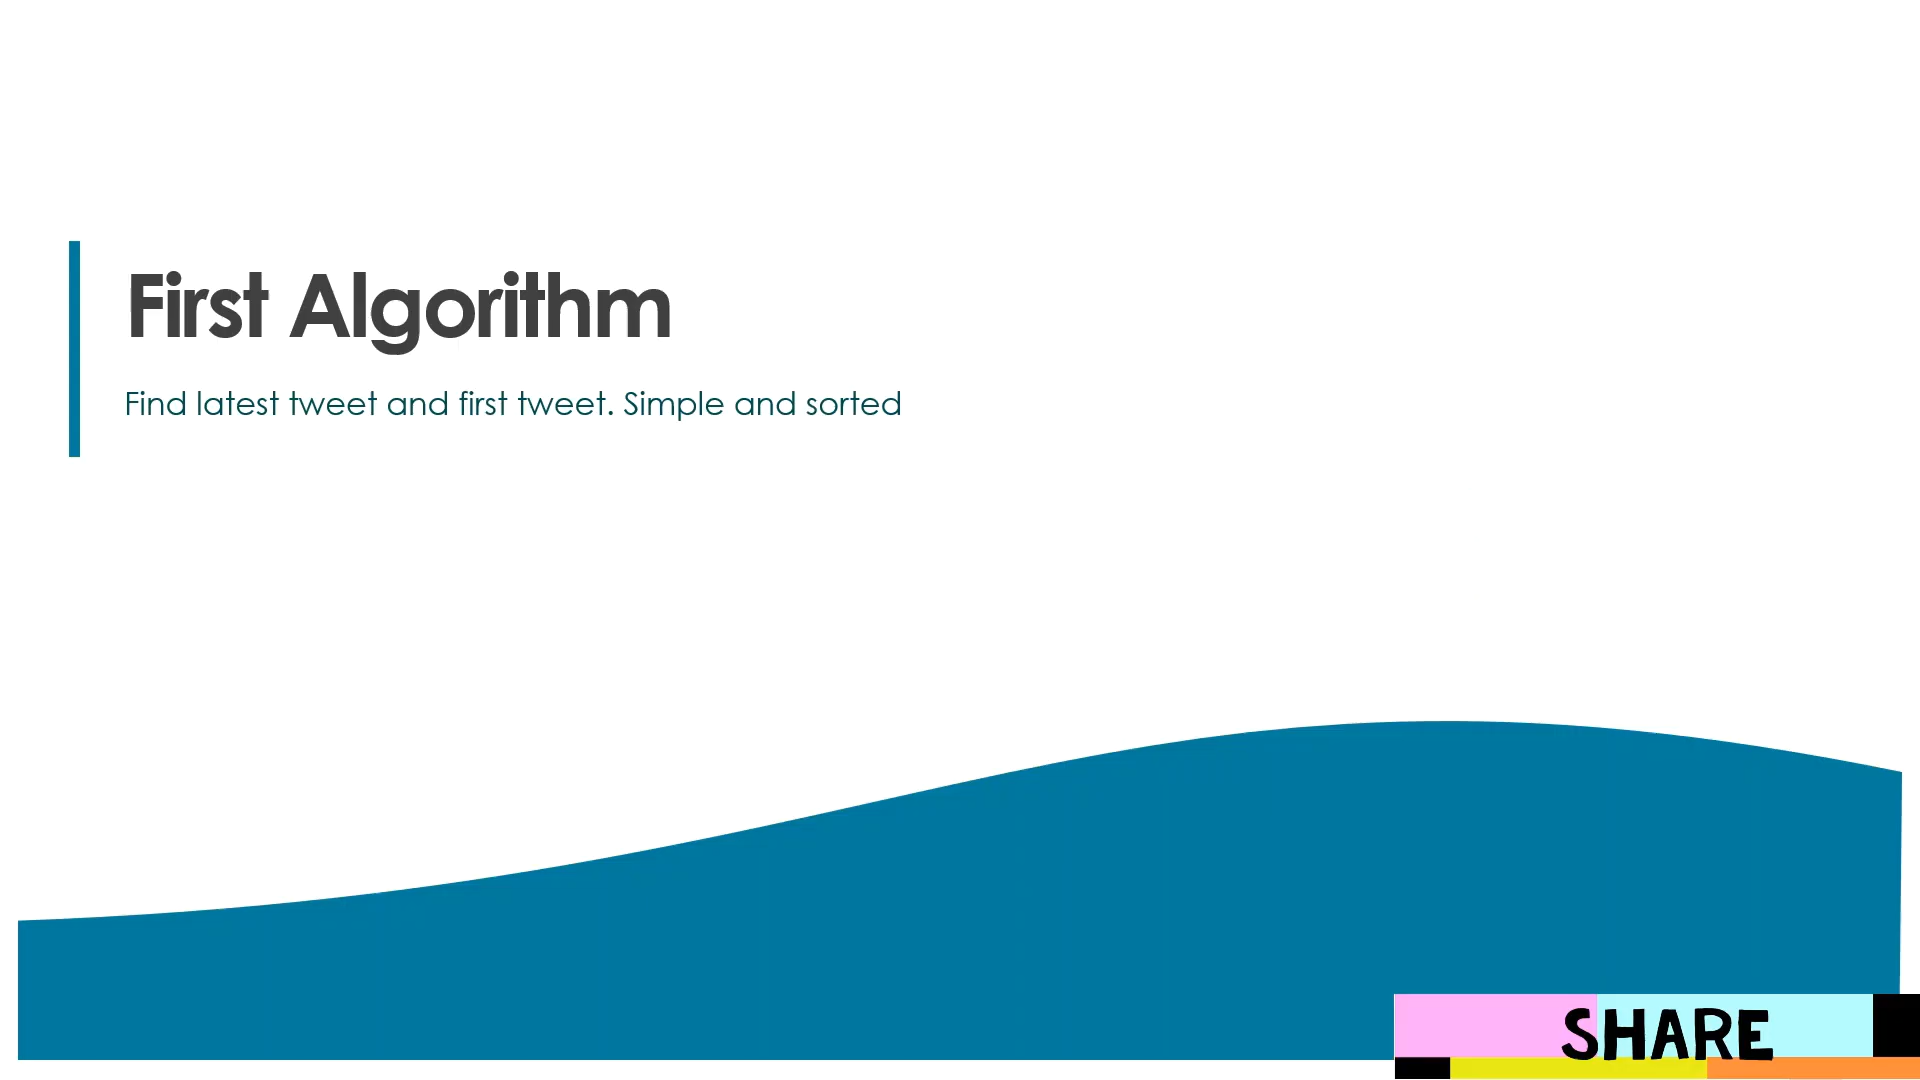 First Algorithm
Find latest tweet and first tweet. Simple and sorted
SHARE